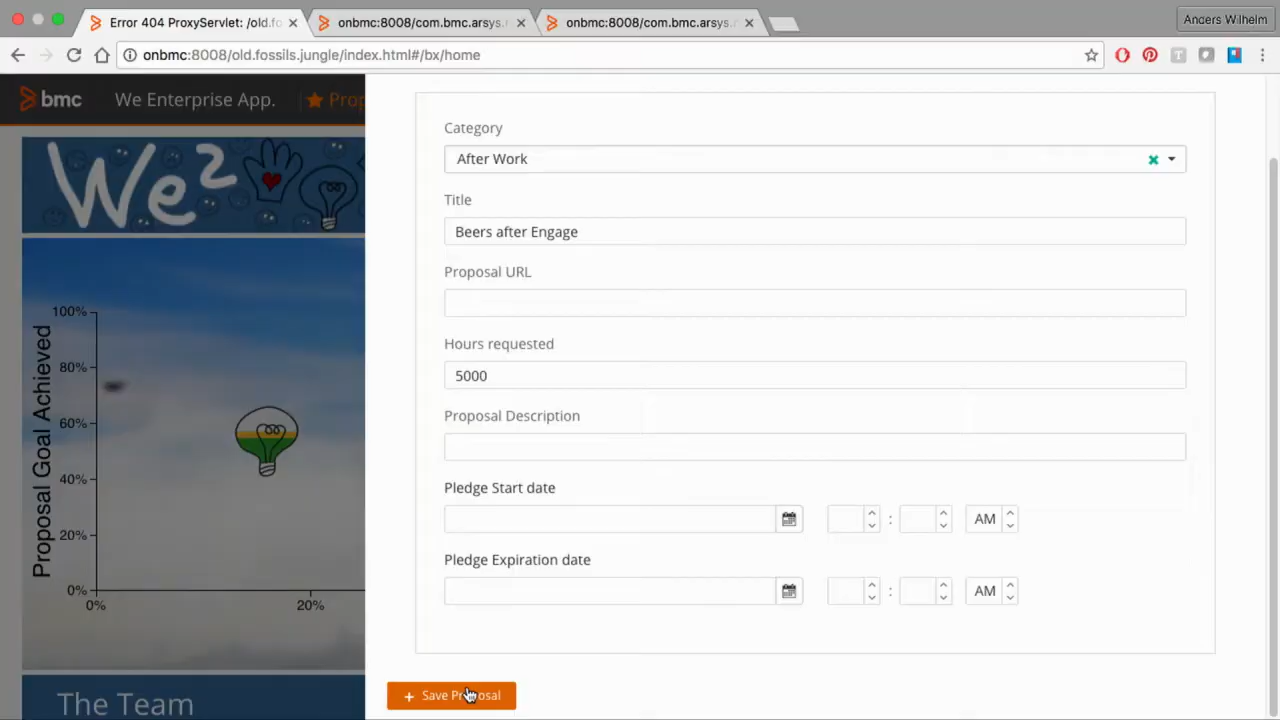 Error 404 ProxyServlet: /old.fo
onbmc:8008/com.bmc.arsys.
onbmc:8008/com.bmc.arsys.
Anders Wilhelm
onbmc:8008/old.fossils.jungle/index.html#/bx/home
bmc
We Enterprise App.
Prop
We2
Category
After Work
Title
Beers after Engage
Proposal URL
Hours requested
5000
Proposal Description
Pledge Start date
: AM
Pledge Expiration date
: AM
+ Save Proposal
Proposal Goal Achieved
100%
80%
60%
40%
20%
0%
0%
20%
The Team